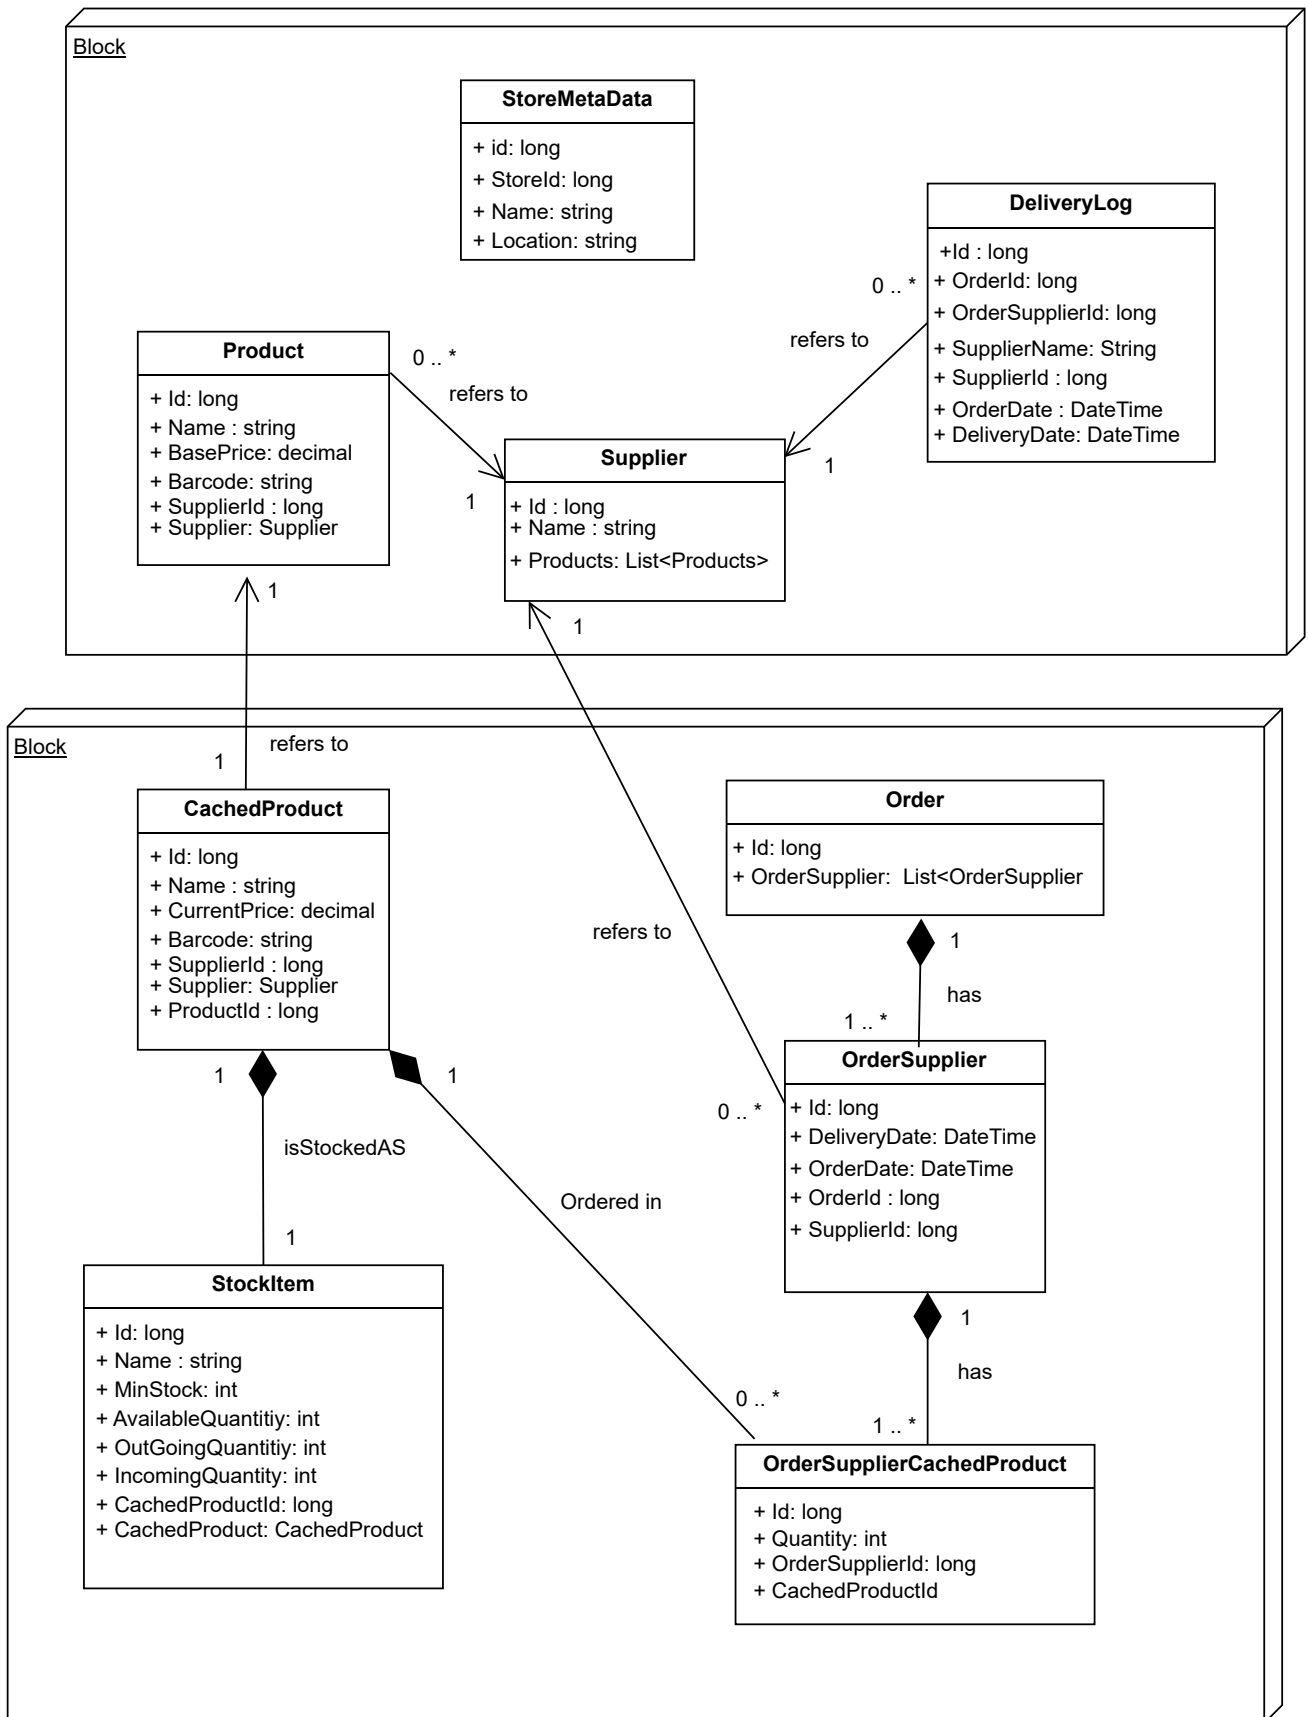 Block
StoreMetaData
+ id: long
+ StoreId: long
+ Name: string
+ Location: string
DeliveryLog
+Id : long
+ OrderId: long
+ OrderSupplierId: long
+ SupplierName: String
+ SupplierId : long
+ OrderDate : DateTime
+ DeliveryDate: DateTime
0 .. *
refers to
1
Product
+ Id: long
+ Name : string
+ BasePrice: decimal
+ Barcode: string
+ SupplierId : long
+ Supplier: Supplier
0 .. *
refers to
1
Supplier
+ Id : long
+ Name : string
+ Products: List<Products>
1
1
Block
refers to
1
CachedProduct
+ Id: long
+ Name : string
+ CurrentPrice: decimal
+ Barcode: string
+ SupplierId : long
+ Supplier: Supplier
+ ProductId : long
Order
+ Id: long
+ OrderSupplier:  List<OrderSupplier
refers to
1
has
1 .. *
0 .. *
OrderSupplier
+ Id: long
+ DeliveryDate: DateTime
+ OrderDate: DateTime
+ OrderId : long
+ SupplierId: long
1
1
isStockedAS
Ordered in
1
StockItem
+ Id: long
+ Name : string
+ MinStock: int
+ AvailableQuantitiy: int
+ OutGoingQuantitiy: int
+ IncomingQuantity: int
+ CachedProductId: long
+ CachedProduct: CachedProduct
1
has
0 .. *
1 .. *
OrderSupplierCachedProduct
+ Id: long
+ Quantity: int
+ OrderSupplierId: long
+ CachedProductId